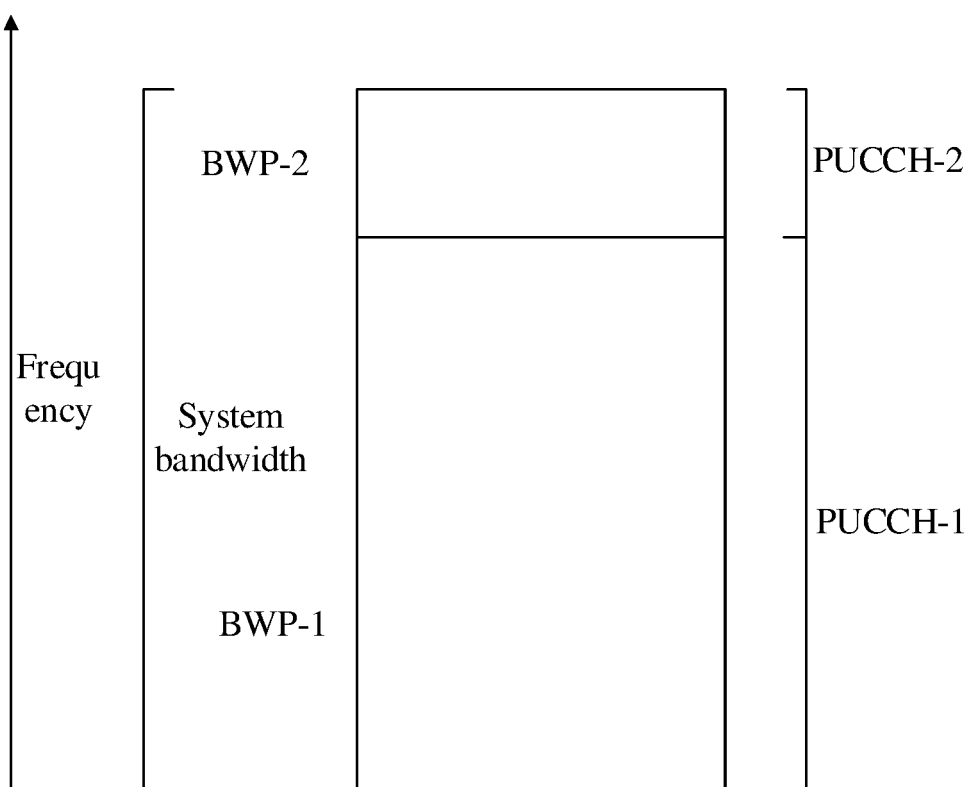 BWP-2
PUCCH-2
Frequ
ency
System
bandwidth
PUCCH-1
BWP-1